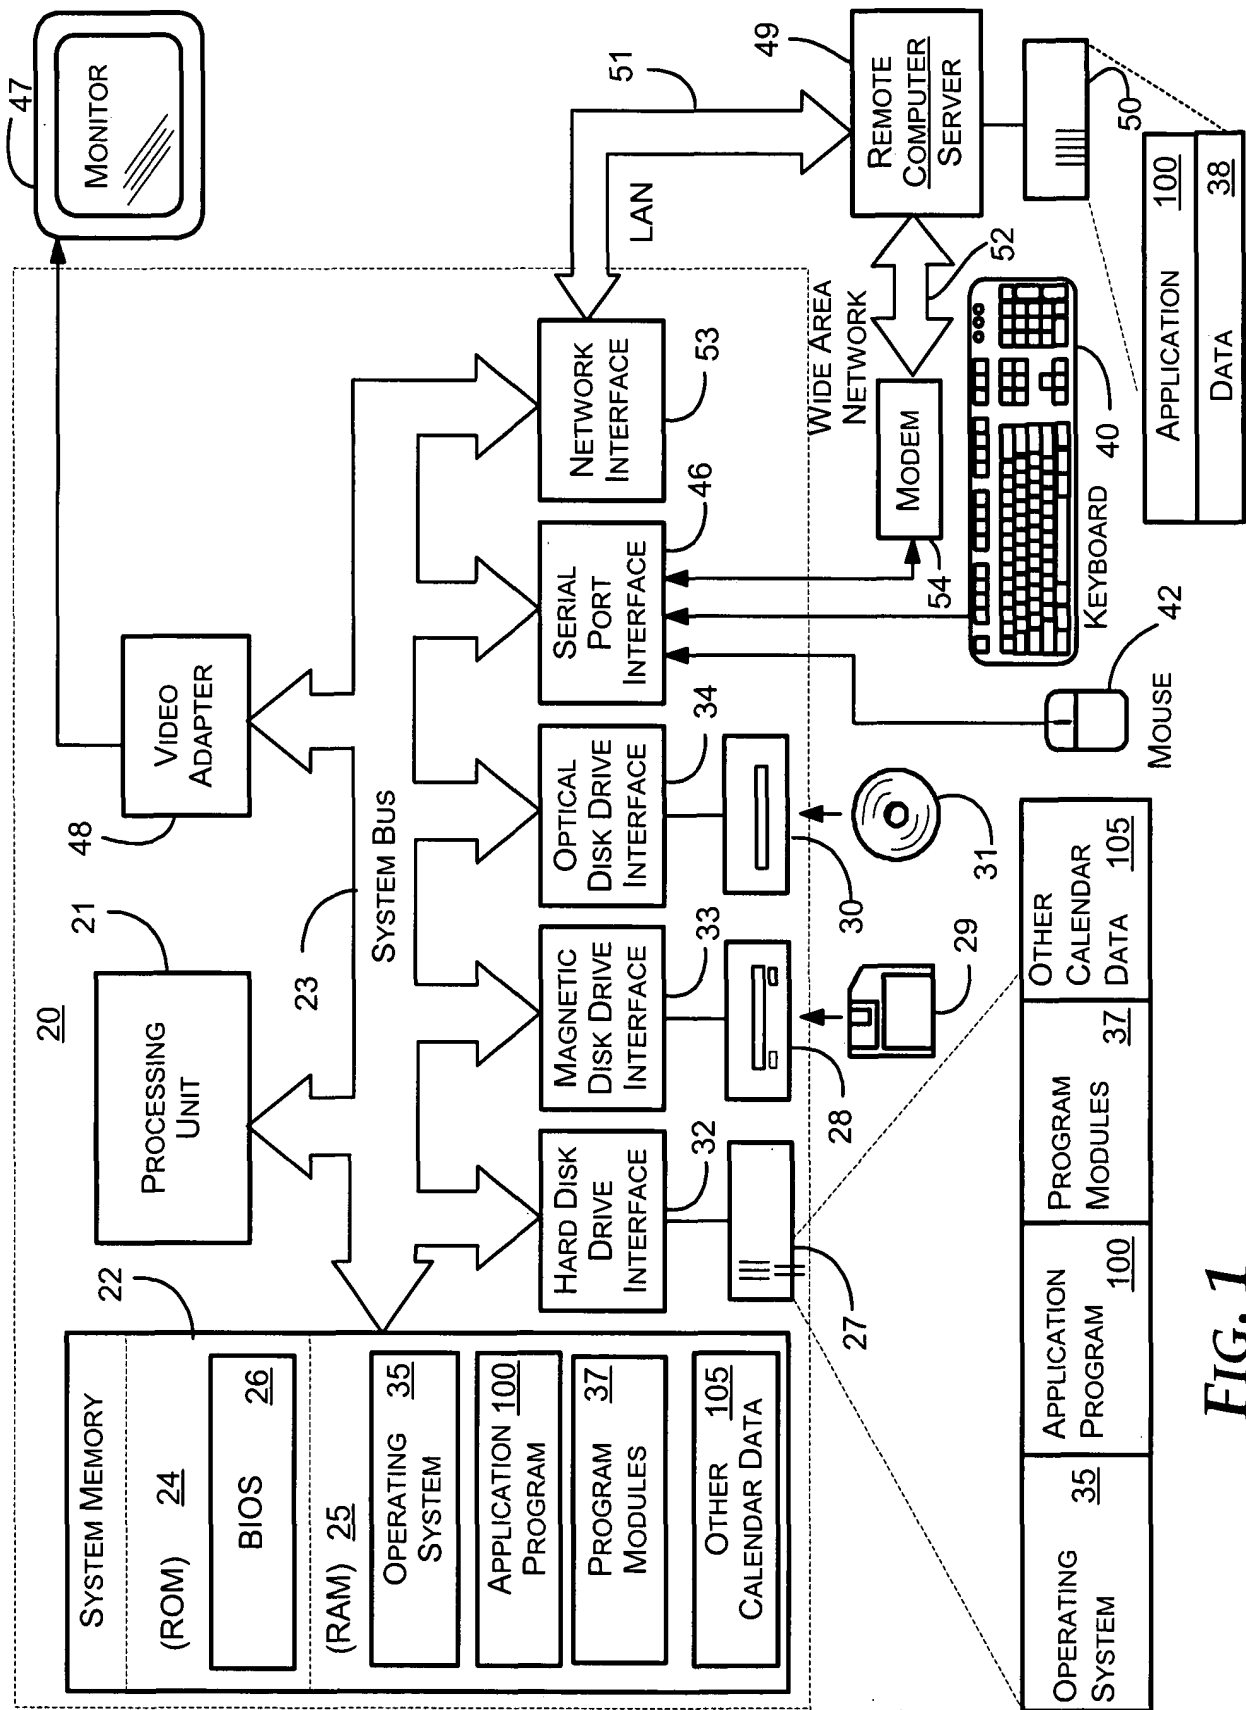 47
MONITOR
20
PROCESSING
UNIT
21
48
VIDEO
ADAPTER
22
SYSTEM MEMORY
(ROM) 24
BIOS
26
(RAM) 25
OPERATING
SYSTEM
35
APPLICATION
PROGRAM
100
PROGRAM
MODULES
37
OTHER
CALENDAR DATA
105
23
SYSTEM BUS
HARD DISK
DRIVE
INTERFACE
32
MAGNETIC
DISK DRIVE
INTERFACE
33
OPTICAL
DISK DRIVE
INTERFACE
34
SERIAL
PORT
INTERFACE
46
NETWORK
INTERFACE
53
LAN
51
49
REMOTE
COMPUTER
SERVER
27
28
29
30
31
WIDE AREA
NETWORK
52
MODEM
54
40
KEYBOARD
42
MOUSE
50
APPLICATION
100
DATA
38
OPERATING
SYSTEM
35
APPLICATION
PROGRAM
100
PROGRAM
MODULES
37
OTHER
CALENDAR
DATA
105
FIG. 1